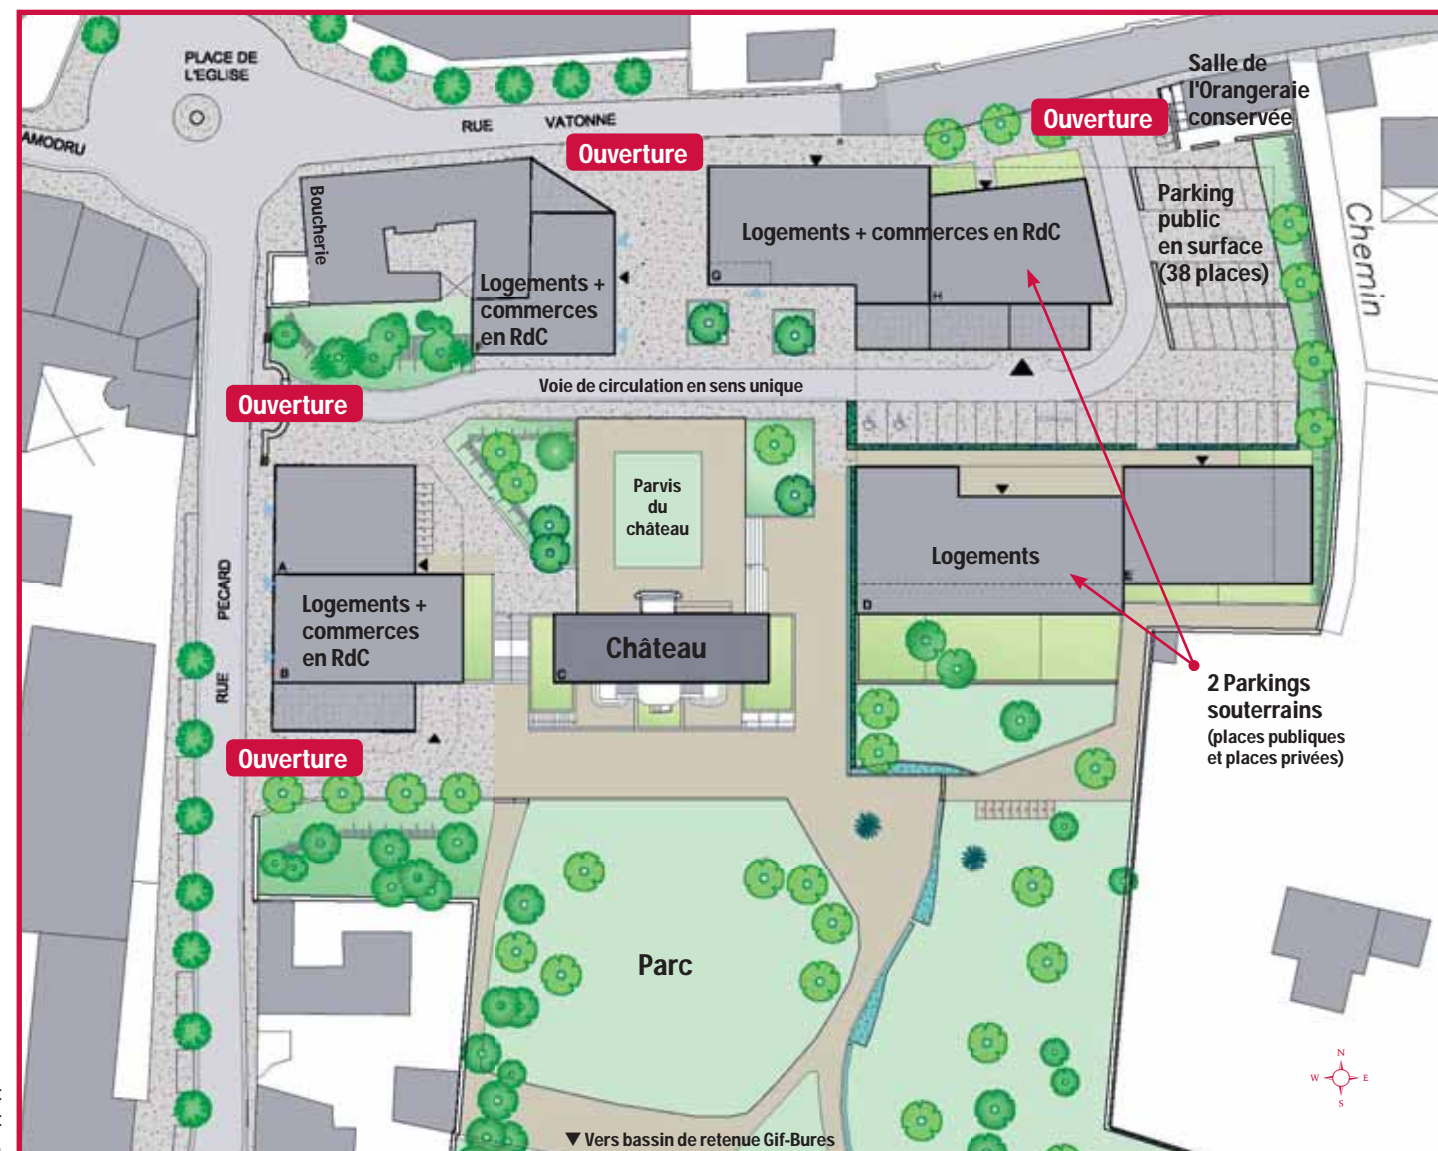 PLACE DE
L'EGLISE
AMODRU
RUE VATONNE
Ouverture
Ouverture
Salle de
l'Orangeraie
conservée
Boucherie
Logements +
commerces
en RdC
F
Logements + commerces en RdC
G
H
Parking
public
en surface
(38 places)
Chemin
Ouverture
Voie de circulation en sens unique
Parvis
du
château
A
Logements +
commerces
en RdC
B
RUE PECARD
Château
C
Logements
D
E
2 Parkings
souterrains
(places publiques
et places privées)
Ouverture
Parc
N
W E
S
Vers bassin de retenue Gif-Bures